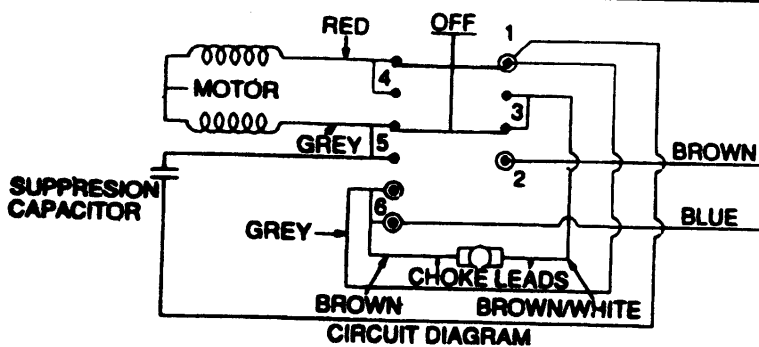 RED
OFF
1
4
MOTOR
3
GREY
5
BROWN
2
SUPPRESION
CAPACITOR
6
BLUE
GREY
CHOKE LEADS
BROWN
BROWN/WHITE
CIRCUIT DIAGRAM